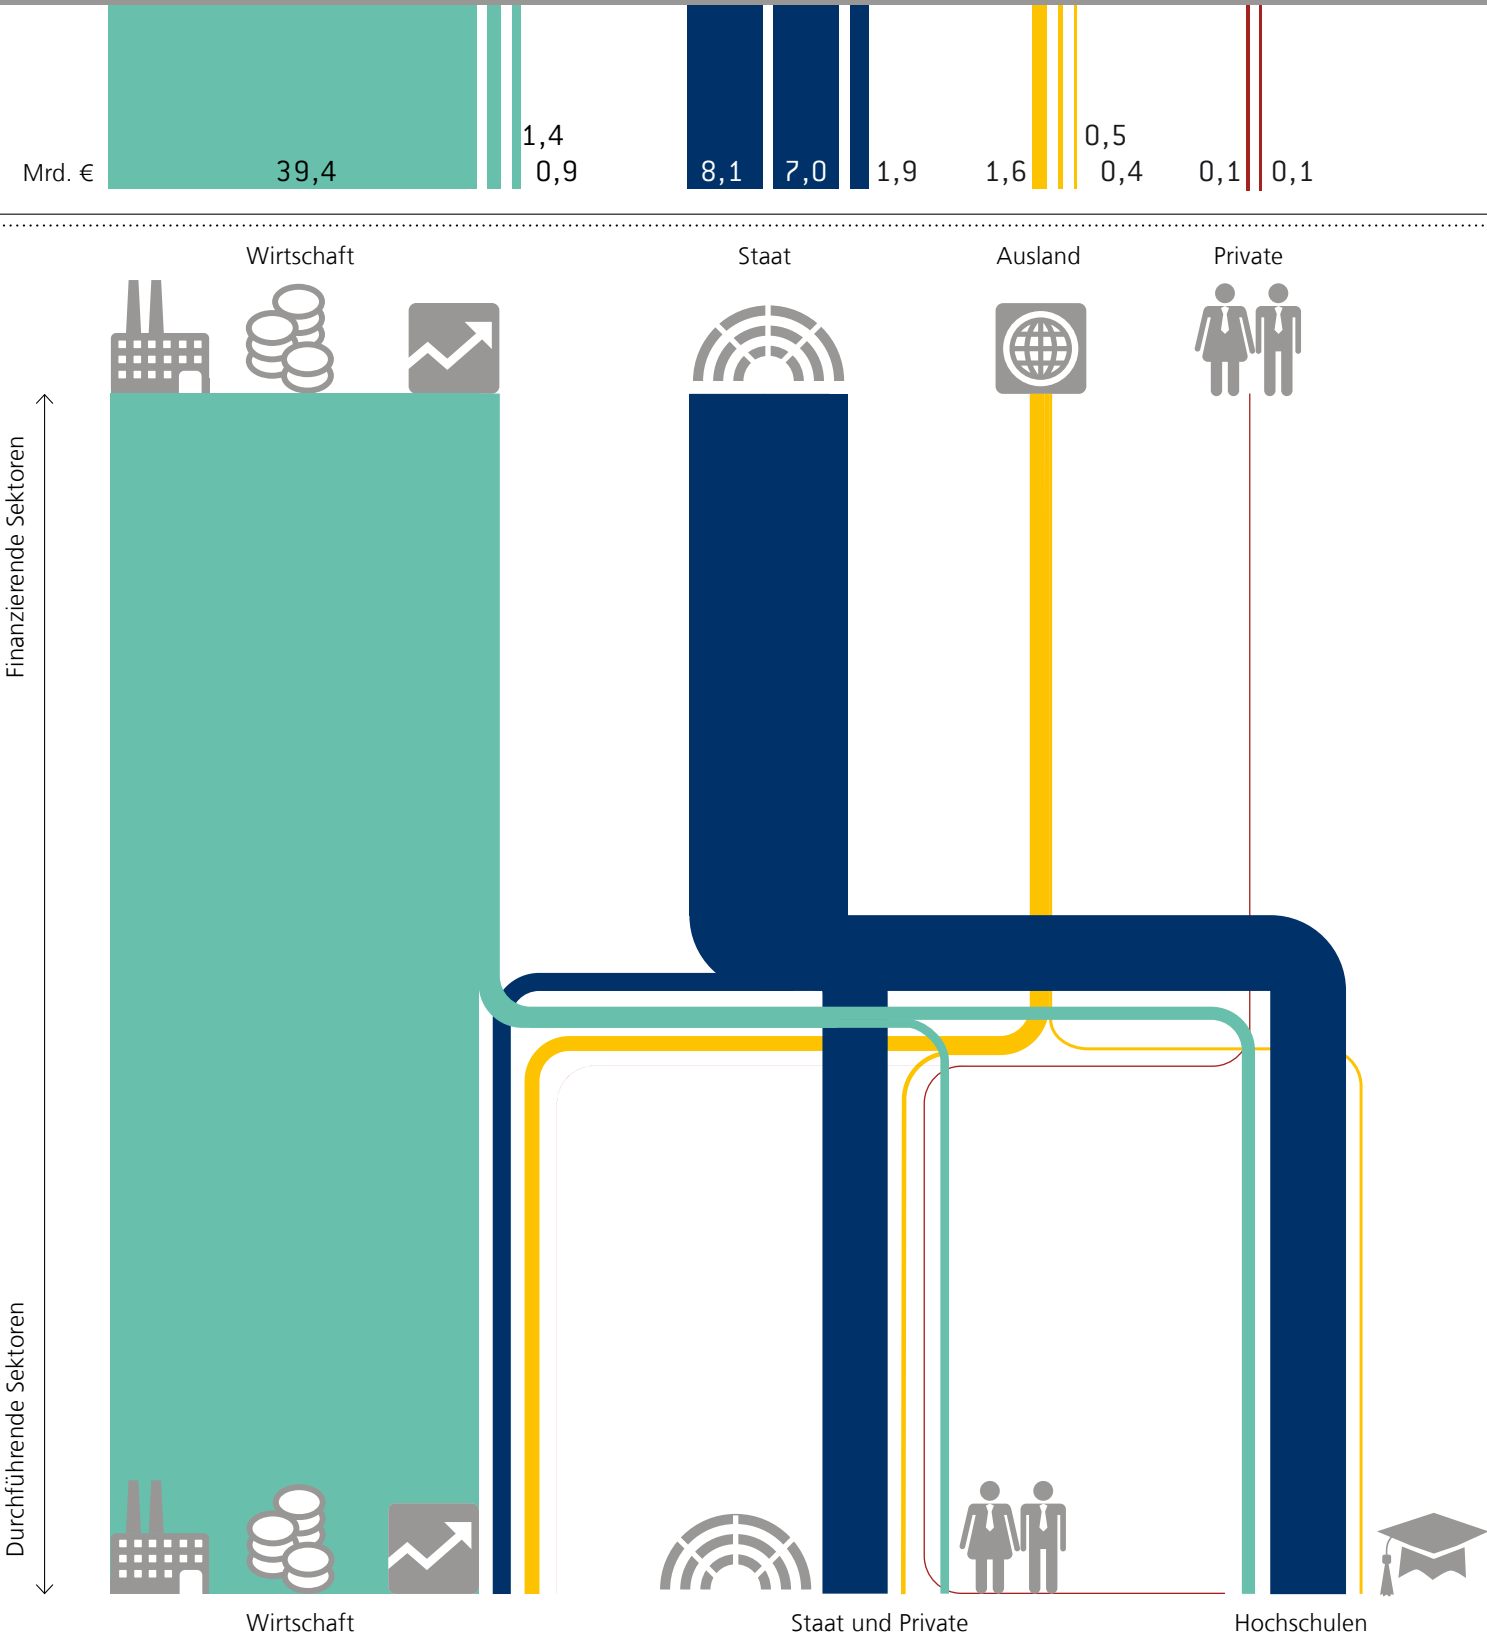 1,4
0,5
Mrd. €
39,4
0,9
8,1
7,0
1,9
1,6
0,4
0,1
0,1
Wirtschaft
Staat
Ausland
Private
Finanzierende Sektoren
Durchführende Sektoren
Wirtschaft
Staat und Private
Hochschulen